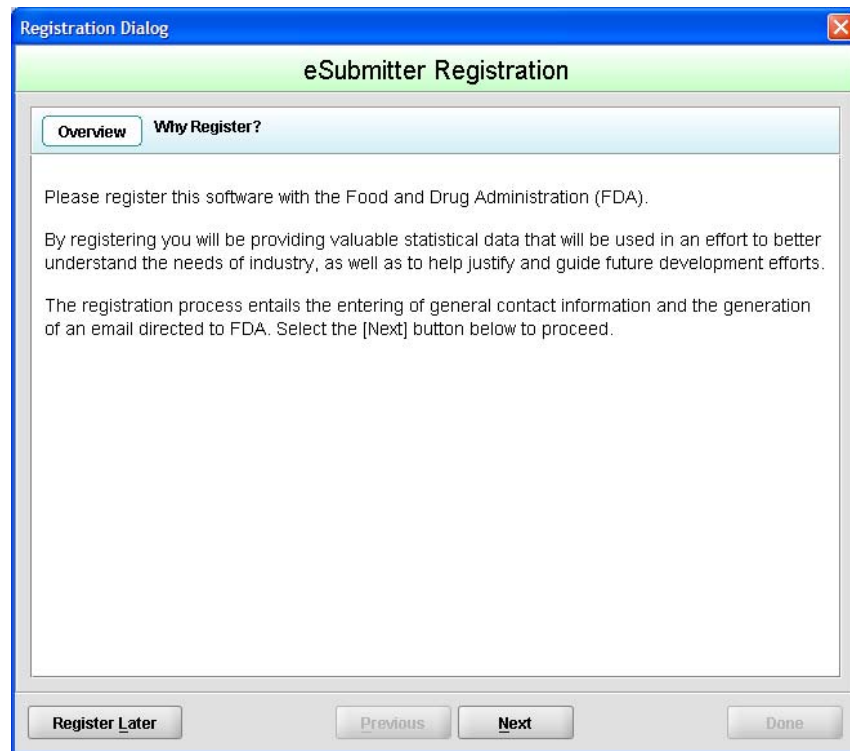 Registration Dialog
eSubmitter Registration
Overview Why Register?
Please register this software with the Food and Drug Administration (FDA).
By registering you will be providing valuable statistical data that will be used in an effort to better
understand the needs of industry, as well as to help justify and guide future development efforts.
The registration process entails the entering of general contact information and the generation
of an email directed to FDA. Select the [Next] button below to proceed.
Register Later Previous Next Done